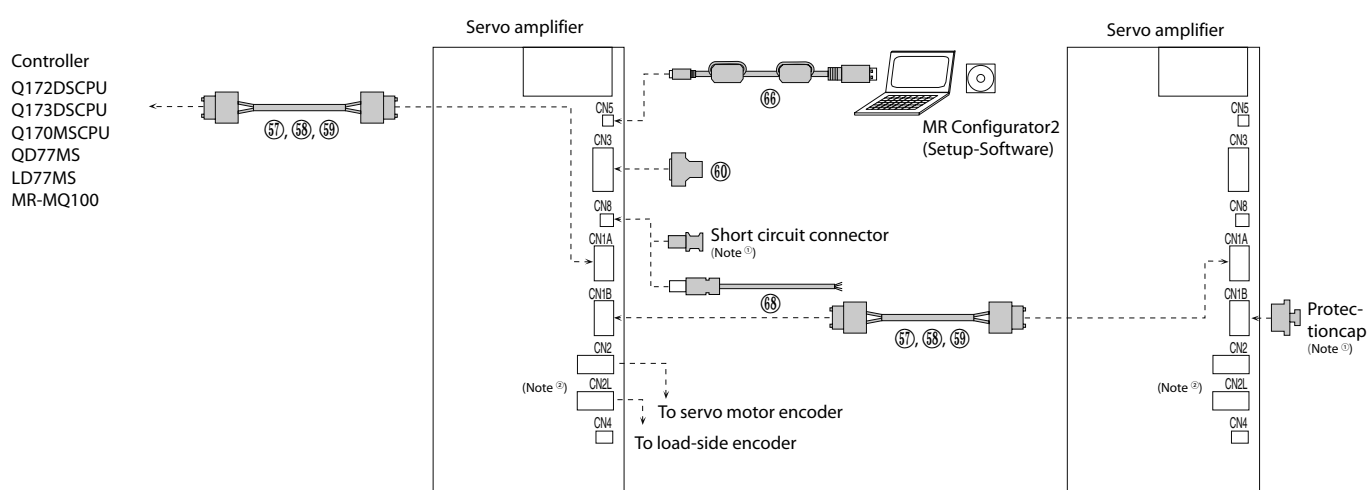 Servo amplifier
Servo amplifier
Controller
Q172DSCPU
Q173DSCPU
Q170MSCPU
QD77MS
LD77MS
MR-MQ100
㊼, ㊽, ㊾
CN5
CN3
CN8
CN1A
CN1B
CN2
(Note ②)
CN2L
CN4
66
MR Configurator2
(Setup-Software)
60
Short circuit connector
(Note ①)
68
57, 58, 59
To servo motor encoder
To load-side encoder
CN5
CN3
CN8
CN1A
CN1B
CN2
(Note ②)
CN2L
CN4
Protec-
tioncap
(Note ①)